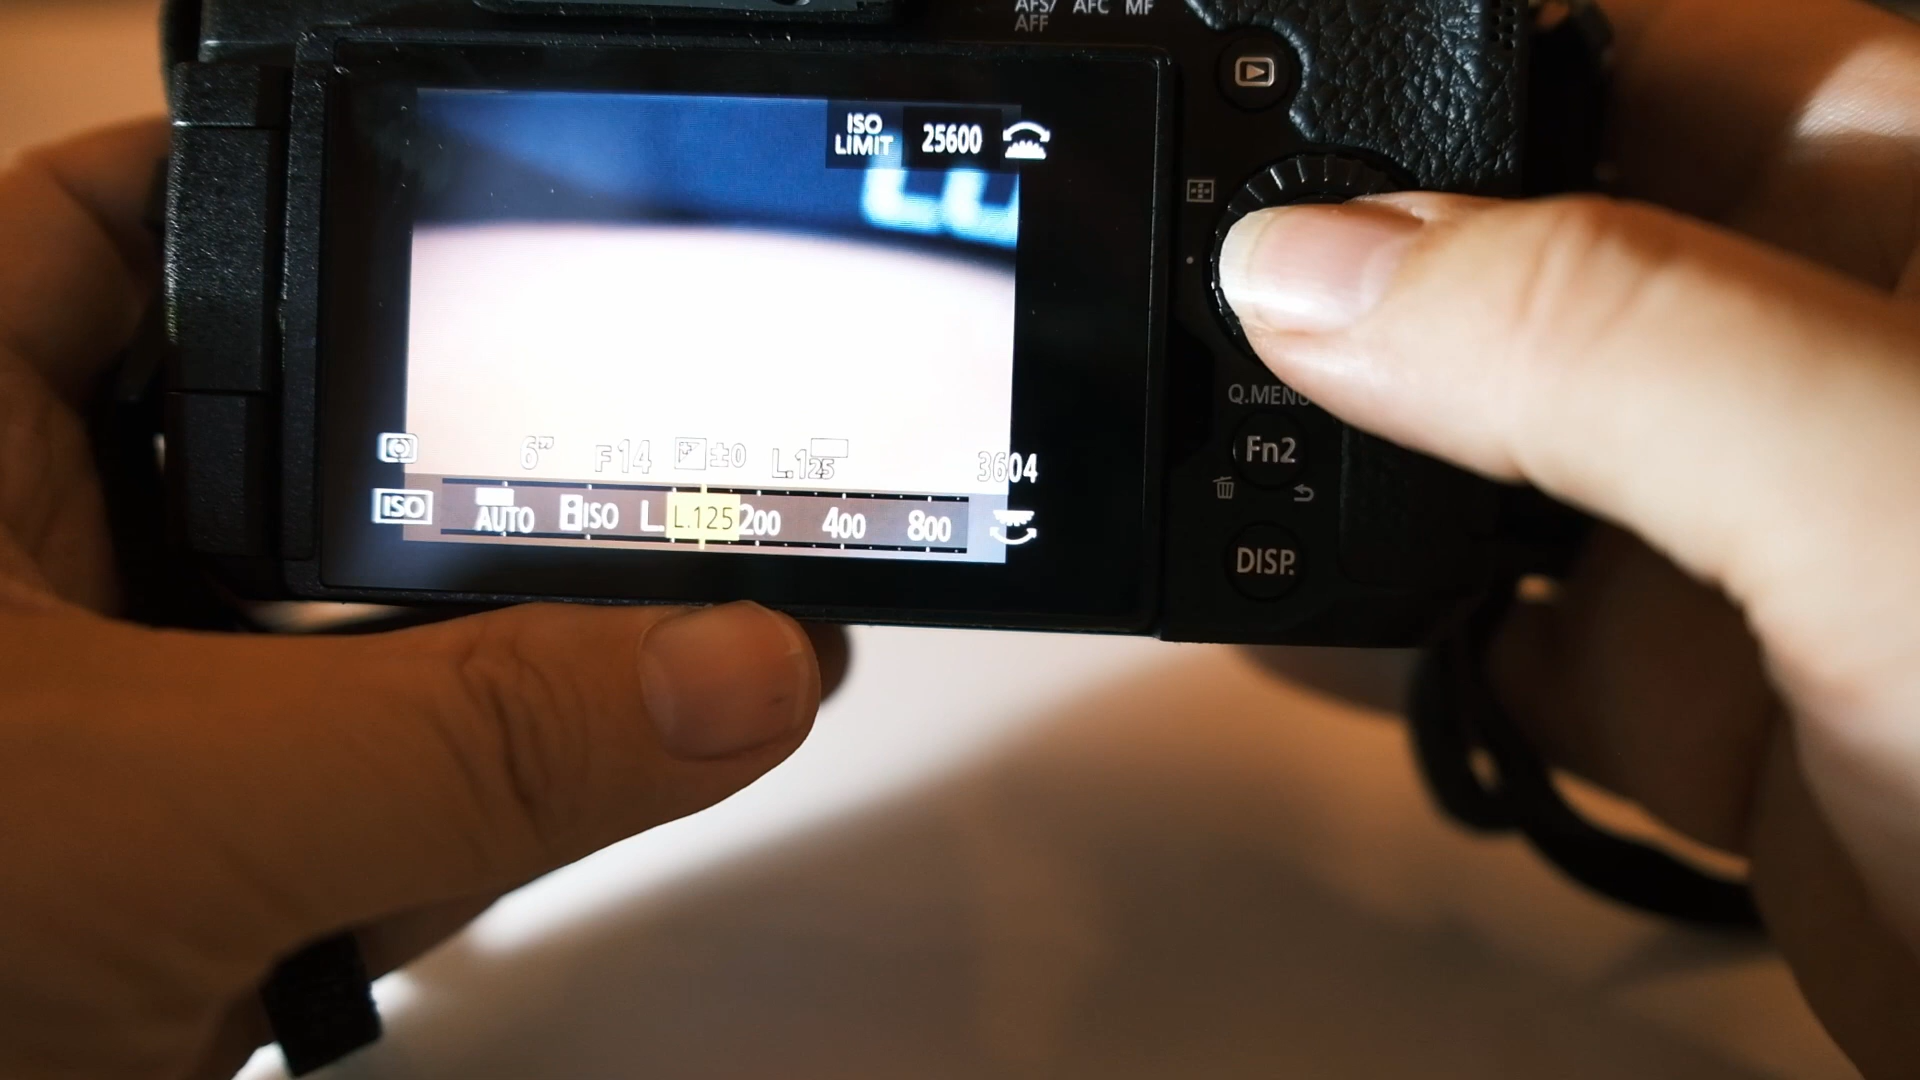 AFS/ AFC MF
AFF
ISO
LIMIT 25600
6" F14 ±0 L.125 3604
ISO AUTO ISO L. L.125 200 400 800
Q.MENU
Fn2
DISP.